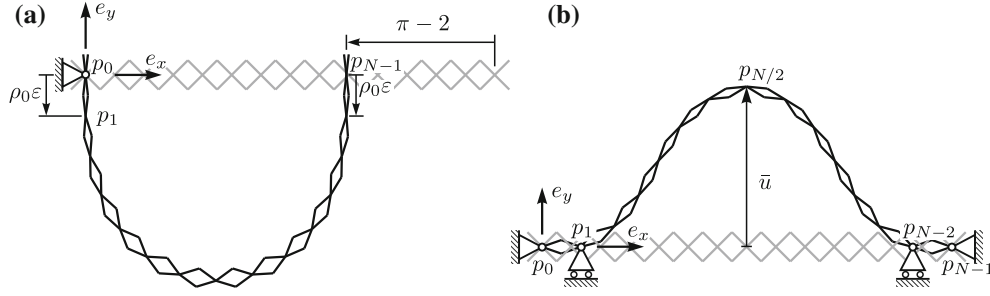 (a)
e_y
π − 2
p_0
e_x
p_{N−1}
ρ_0ε
ρ_0ε
p_1
(b)
p_{N/2}
ū
e_y
p_1
e_x
p_{N−2}
p_0
p_{N−1}